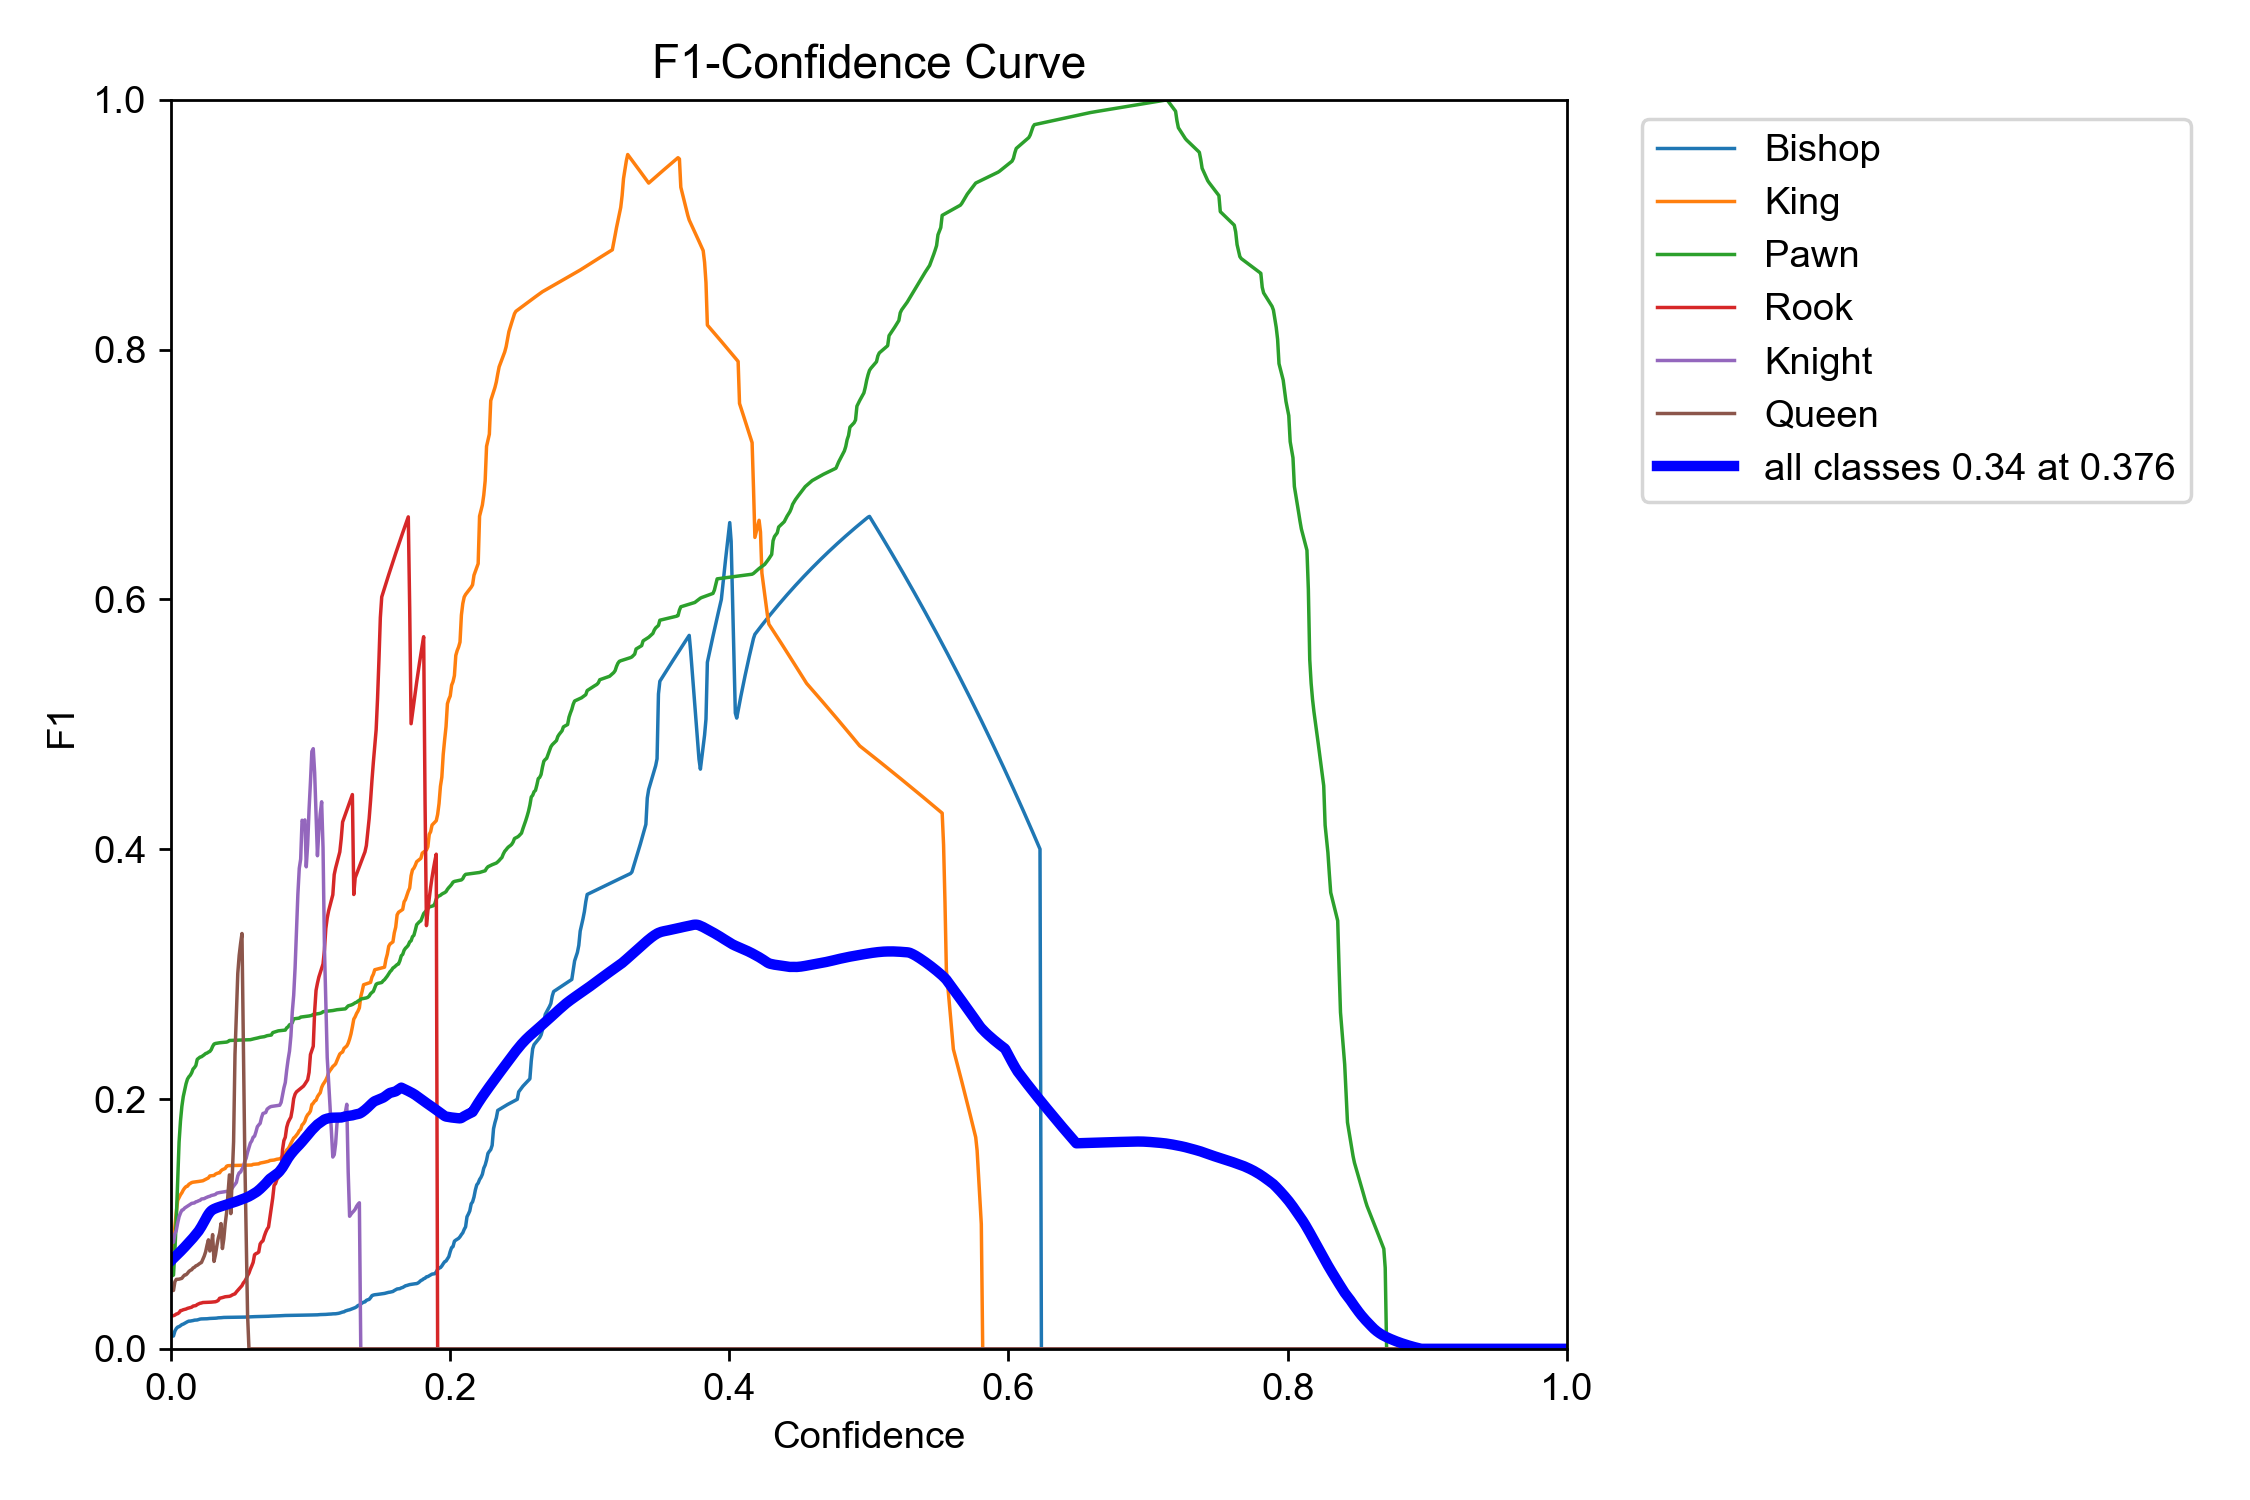 F1-Confidence Curve
1.0
0.8
0.6
0.4
0.2
0.0
F1
0.0 0.2 0.4 0.6 0.8 1.0
Confidence
Bishop
King
Pawn
Rook
Knight
Queen
all classes 0.34 at 0.376